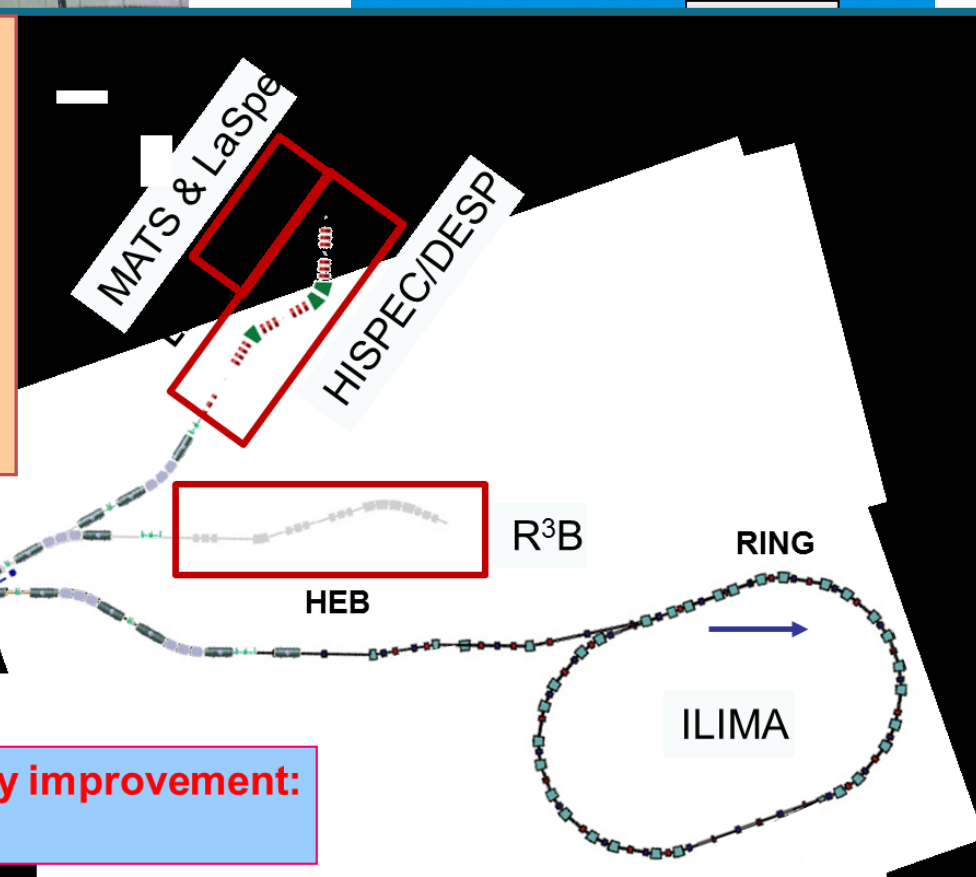 MATS & LaSpe
HISPEC/DESP
R³B
RING
HEB
ILIMA
y improvement: